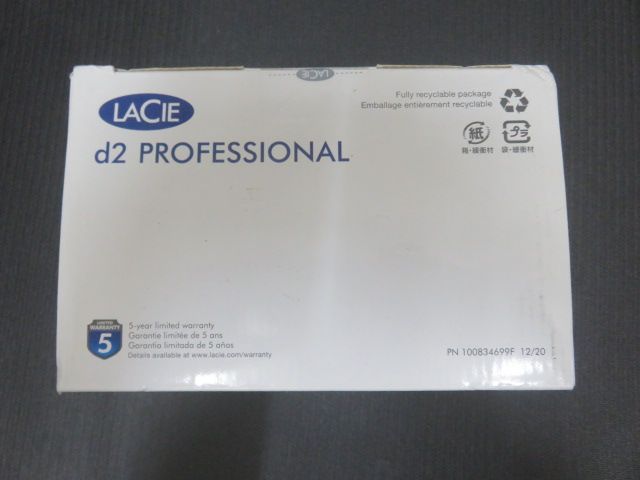 LACIE
LACIE
d2 PROFESSIONAL
Fully recyclable package
Emballage entièrement recyclable
紙 プラ
箱・緩衝材 袋・緩衝材
LIMITED
WARRANTY
5
5-year limited warranty
Garantie limitée de 5 ans
Garantía limitada de 5 años
Details available at www.lacie.com/warranty
PN 100834699F 12/20